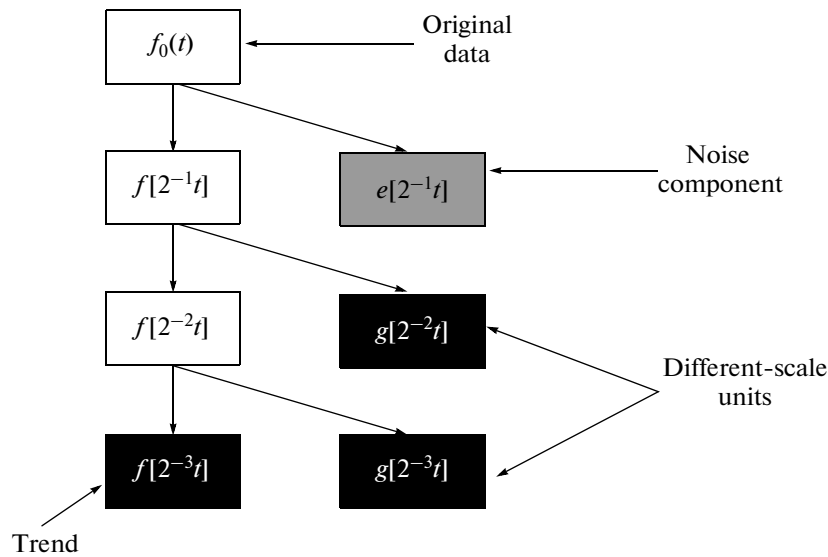 f₀(t)
Original
data
f[2⁻¹t]
e[2⁻¹t]
Noise
component
f[2⁻²t]
g[2⁻²t]
Different-scale
units
f[2⁻³t]
g[2⁻³t]
Trend